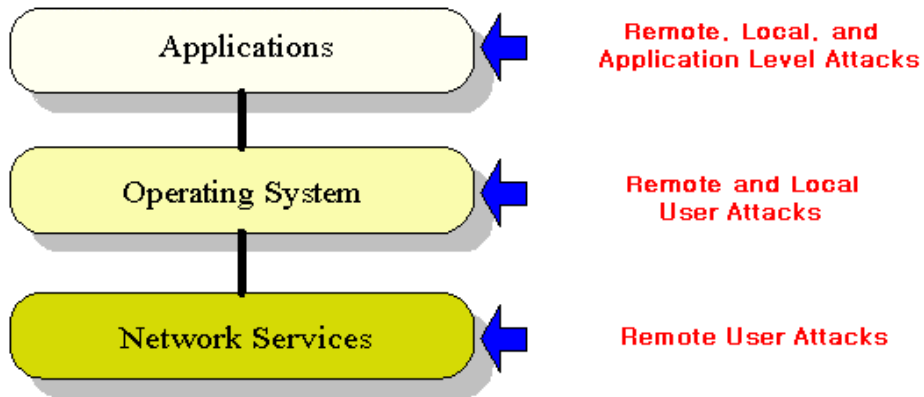 Applications
Remote, Local, and
Application Level Attacks
Operating System
Remote and Local
User Attacks
Network Services
Remote User Attacks